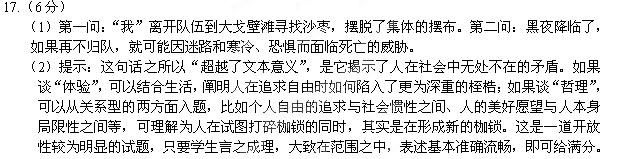 17.（6分）
（1）第一问：“我”离开队伍到大戈壁滩寻找沙枣，摆脱了集体的摆布。第二问：黑夜降临了，
如果再不归队，就可能因迷路和寒冷、恐惧而面临死亡的威胁。
（2）提示：这句话之所以“超越了文本意义”，是它揭示了人在社会中无处不在的矛盾。如果
谈“体验”，可以结合生活，阐明人在追求自由时如何陷入了更为深重的桎梏；如果谈“哲理”，
可以从关系型的两方面入题，比如个人自由的追求与社会惯性之间、人的美好愿望与人本身
局限性之间等，可理解为人在试图打碎枷锁的同时，其实是在形成新的枷锁。这是一道开放
性较为明显的试题，只要学生言之成理，大致在范围之中，表述基本准确流畅，即可给满分。